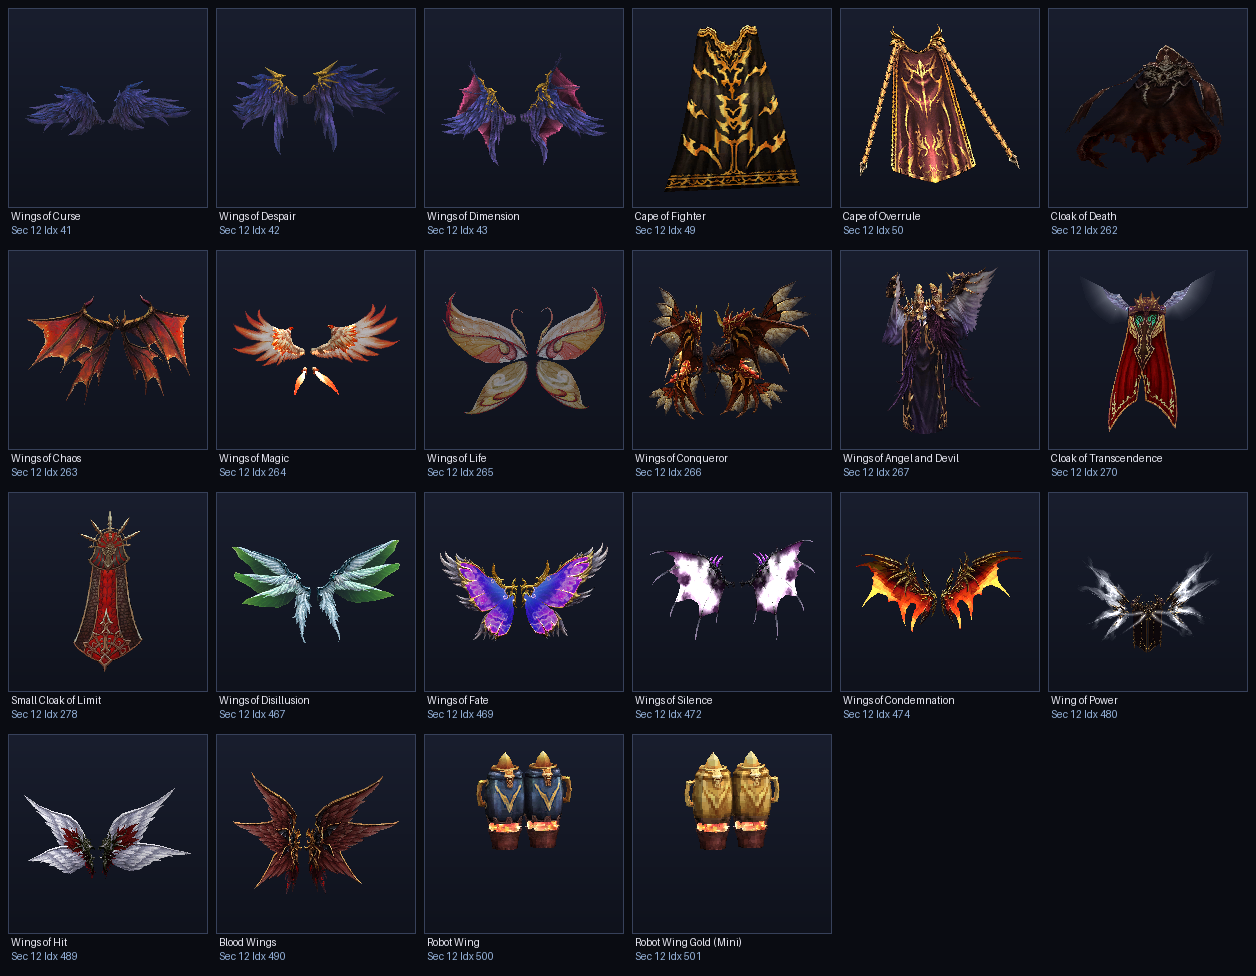 Wings of Curse
Sec 12 Idx 41
Wings of Despair
Sec 12 Idx 42
Wings of Dimension
Sec 12 Idx 43
Cape of Fighter
Sec 12 Idx 49
Cape of Overrule
Sec 12 Idx 50
Cloak of Death
Sec 12 Idx 262
Wings of Chaos
Sec 12 Idx 263
Wings of Magic
Sec 12 Idx 264
Wings of Life
Sec 12 Idx 265
Wings of Conqueror
Sec 12 Idx 266
Wings of Angel and Devil
Sec 12 Idx 267
Cloak of Transcendence
Sec 12 Idx 270
Small Cloak of Limit
Sec 12 Idx 278
Wings of Disillusion
Sec 12 Idx 467
Wings of Fate
Sec 12 Idx 469
Wings of Silence
Sec 12 Idx 472
Wings of Condemnation
Sec 12 Idx 474
Wing of Power
Sec 12 Idx 480
Wings of Hit
Sec 12 Idx 489
Blood Wings
Sec 12 Idx 490
Robot Wing
Sec 12 Idx 500
Robot Wing Gold (Mini)
Sec 12 Idx 501